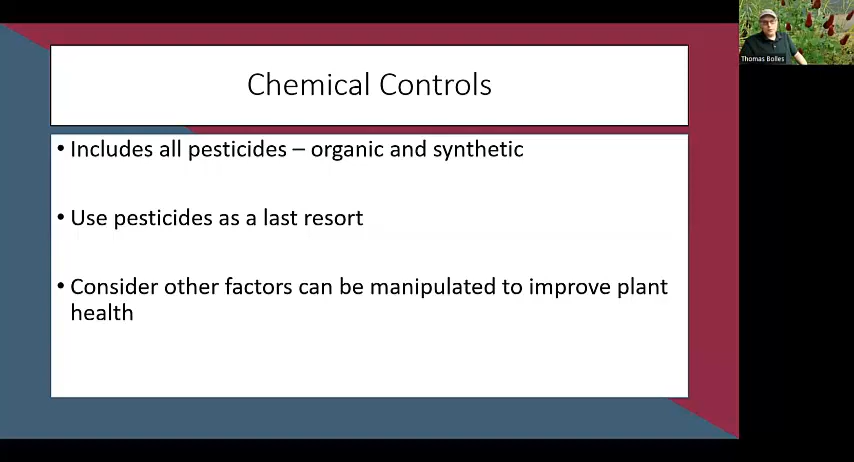 Chemical Controls
• Includes all pesticides – organic and synthetic
• Use pesticides as a last resort
• Consider other factors can be manipulated to improve plant
health
Thomas Bolles